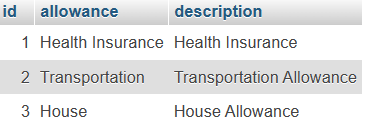 id allowance description
1 Health Insurance Health Insurance
2 Transportation Transportation Allowance
3 House House Allowance